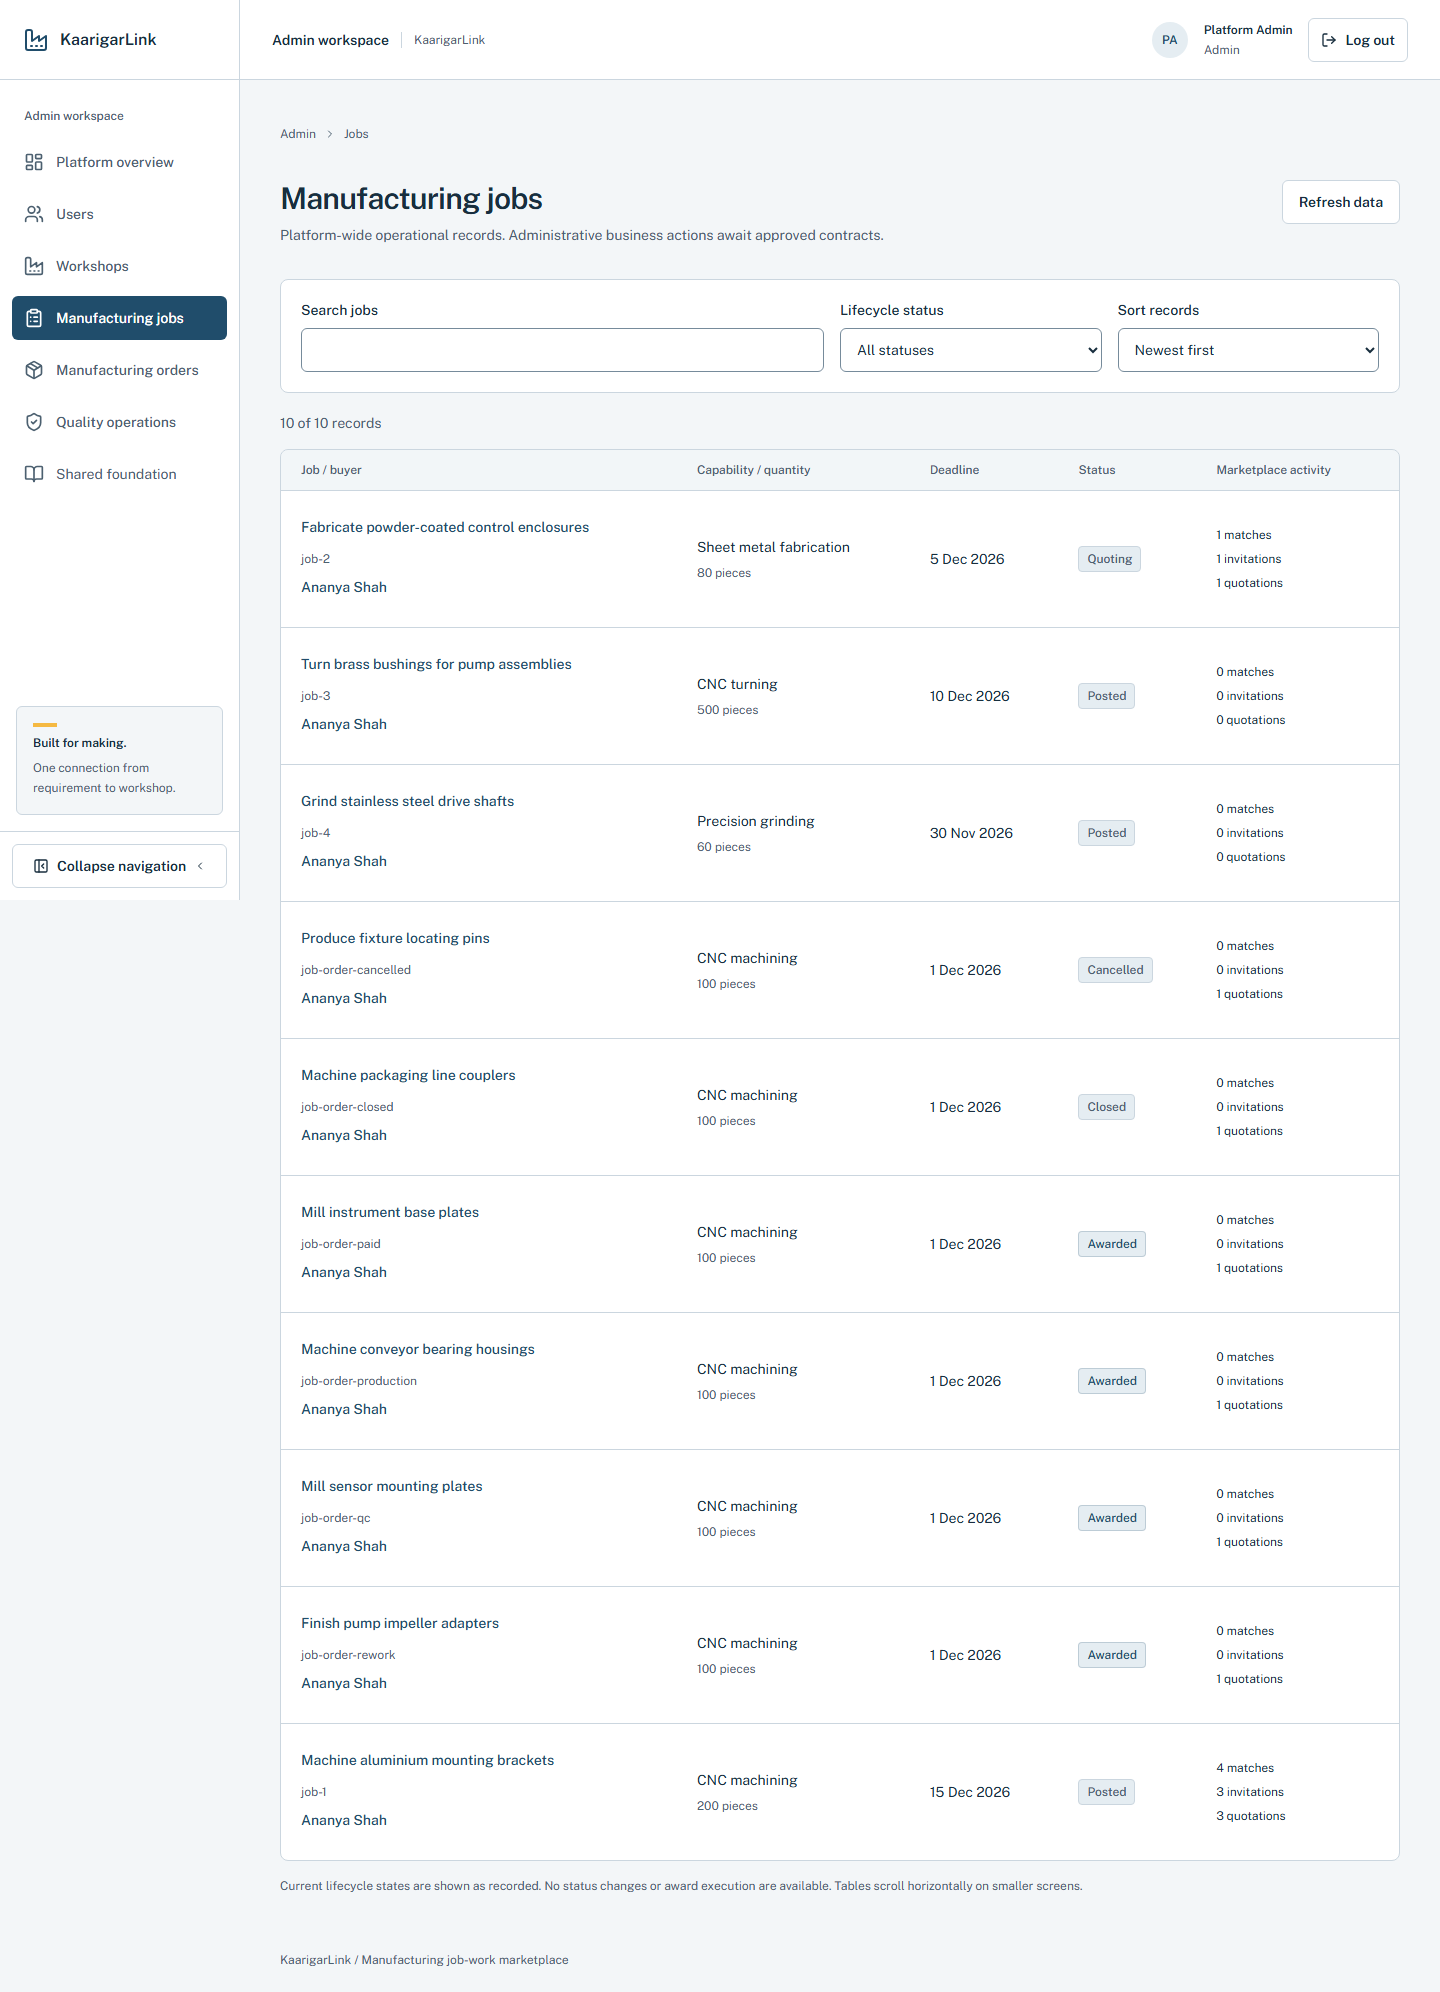 KaarigarLink
Admin workspace
KaarigarLink
PA
Platform Admin
Admin
Log out
Admin workspace
Platform overview
Users
Workshops
Manufacturing jobs
Manufacturing orders
Quality operations
Shared foundation
Built for making.
One connection from
requirement to workshop.
Collapse navigation
Admin
Jobs
Manufacturing jobs
Platform-wide operational records. Administrative business actions await approved contracts.
Refresh data
Search jobs
Lifecycle status
All statuses
Sort records
Newest first
10 of 10 records
Job / buyer
Capability / quantity
Deadline
Status
Marketplace activity
Fabricate powder-coated control enclosures
job-2
Ananya Shah
Sheet metal fabrication
80 pieces
5 Dec 2026
Quoting
1 matches
1 invitations
1 quotations
Turn brass bushings for pump assemblies
job-3
Ananya Shah
CNC turning
500 pieces
10 Dec 2026
Posted
0 matches
0 invitations
0 quotations
Grind stainless steel drive shafts
job-4
Ananya Shah
Precision grinding
60 pieces
30 Nov 2026
Posted
0 matches
0 invitations
0 quotations
Produce fixture locating pins
job-order-cancelled
Ananya Shah
CNC machining
100 pieces
1 Dec 2026
Cancelled
0 matches
0 invitations
1 quotations
Machine packaging line couplers
job-order-closed
Ananya Shah
CNC machining
100 pieces
1 Dec 2026
Closed
0 matches
0 invitations
1 quotations
Mill instrument base plates
job-order-paid
Ananya Shah
CNC machining
100 pieces
1 Dec 2026
Awarded
0 matches
0 invitations
1 quotations
Machine conveyor bearing housings
job-order-production
Ananya Shah
CNC machining
100 pieces
1 Dec 2026
Awarded
0 matches
0 invitations
1 quotations
Mill sensor mounting plates
job-order-qc
Ananya Shah
CNC machining
100 pieces
1 Dec 2026
Awarded
0 matches
0 invitations
1 quotations
Finish pump impeller adapters
job-order-rework
Ananya Shah
CNC machining
100 pieces
1 Dec 2026
Awarded
0 matches
0 invitations
1 quotations
Machine aluminium mounting brackets
job-1
Ananya Shah
CNC machining
200 pieces
15 Dec 2026
Posted
4 matches
3 invitations
3 quotations
Current lifecycle states are shown as recorded. No status changes or award execution are available. Tables scroll horizontally on smaller screens.
KaarigarLink / Manufacturing job-work marketplace